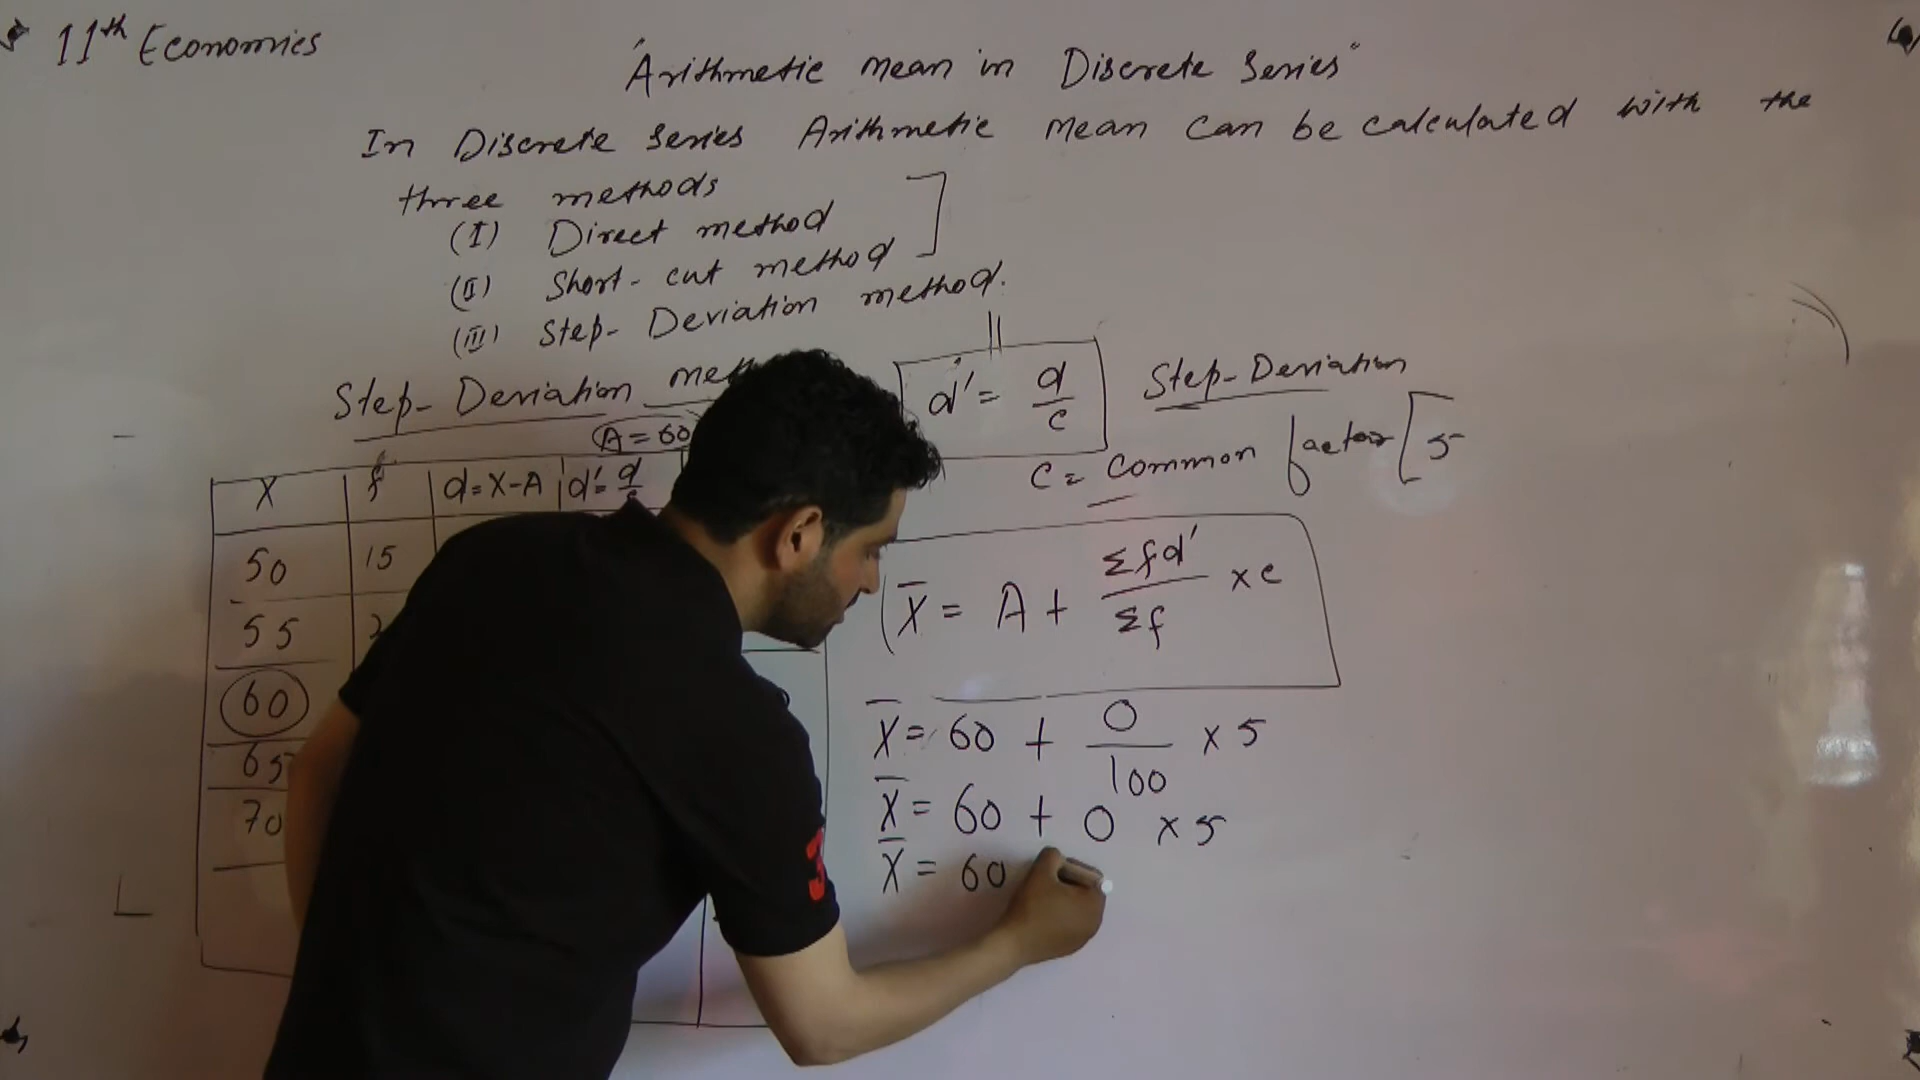 11th Economics
"Arithmetic mean in Discrete Series"
In Discrete Series Arithmetic Mean Can be calculated with the
three methods
(I) Direct method
(II) Short-cut method
(III) Step-Deviation method.
Step-Deviation
A=60
d' = d/c
Step-Deviation
C = Common factor [5
X f d=X-A d'=d/c
50 15
55
60
65
70
X̄ = A + Σfd'/Σf × c
X̄ = 60 + 0/100 × 5
X̄ = 60 + 0 × 5
X̄ = 60
3